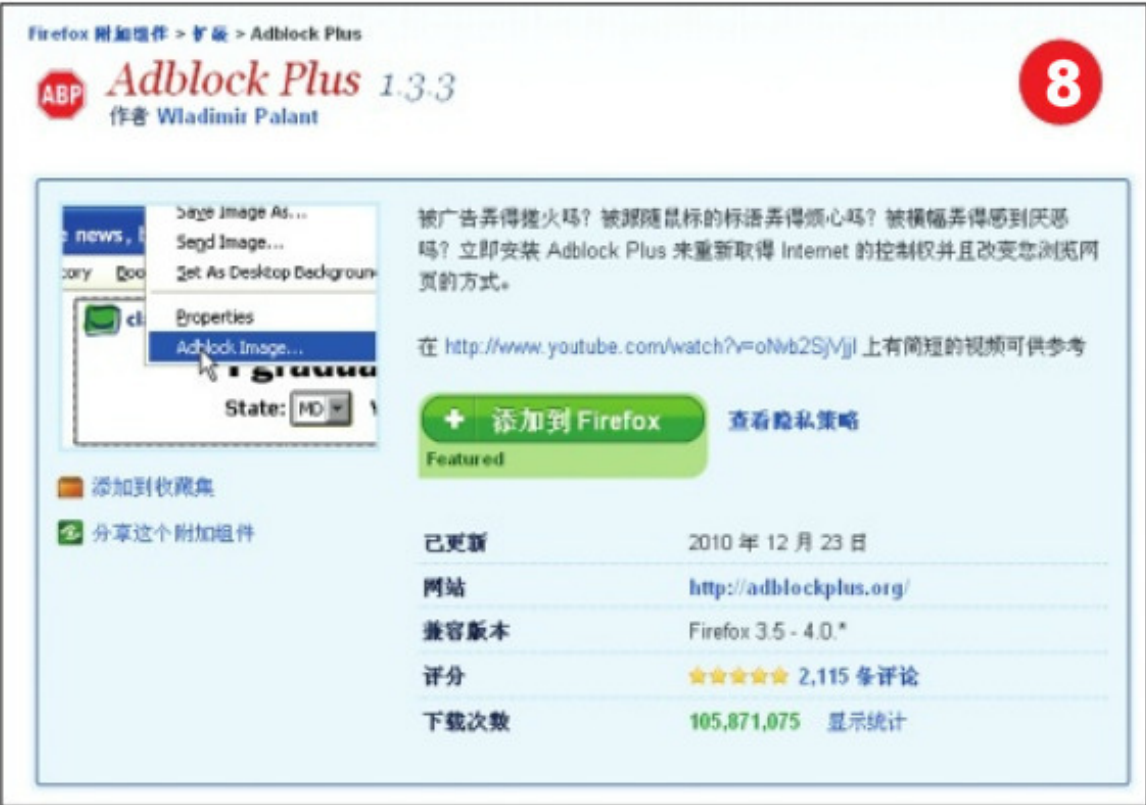 Firefox 附加组件 > 扩展 > Adblock Plus
ABP
Adblock Plus 1.3.3
作者 Wladimir Palant
8
Save Image As...
Send Image...
Set As Desktop Backgroun
Properties
Adblock Image...
news,
State: MD
添加到收藏集
分享这个附加组件
被广告弄得搓火吗？被跟随鼠标的标语弄得烦心吗？被横幅弄得感到厌恶
吗？立即安装 Adblock Plus 来重新取得 Internet 的控制权并且改变您浏览网
页的方式。
在 http://www.youtube.com/watch?v=oNvb2SjVjjI 上有简短的视频可供参考
添加到 Firefox
查看隐私策略
Featured
已更新 2010 年 12 月 23 日
网站 http://adblockplus.org/
兼容版本 Firefox 3.5 - 4.0.*
评分 2,115 条评论
下载次数 105,871,075 显示统计